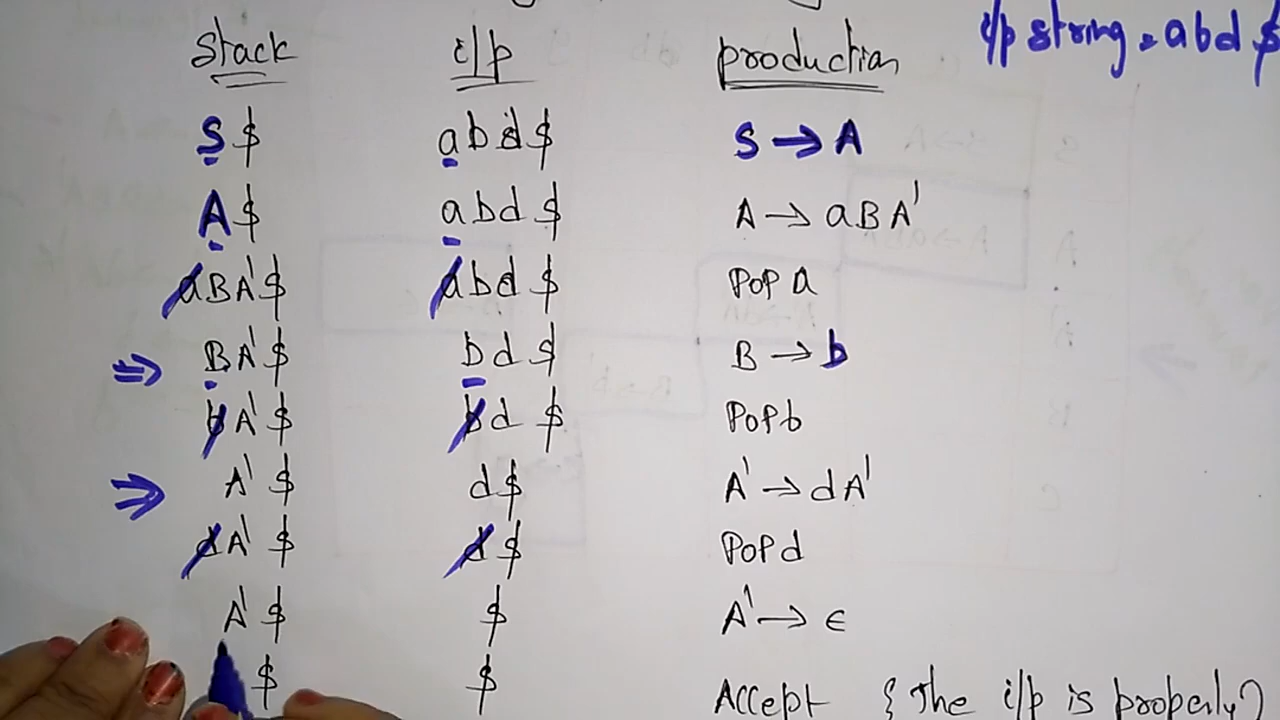 Stack i/p production i/p string = abd $
S $ abd $ S → A
A $ abd $ A → aBA'
aBA' $ abd $ POP a
⇒ BA' $ bd $ B → b
bA' $ bd $ POP b
⇒ A' $ d $ A' → dA'
dA' $ d $ POP d
A' $ $ A' → ϵ
$ $ Accept { The i/p is properly